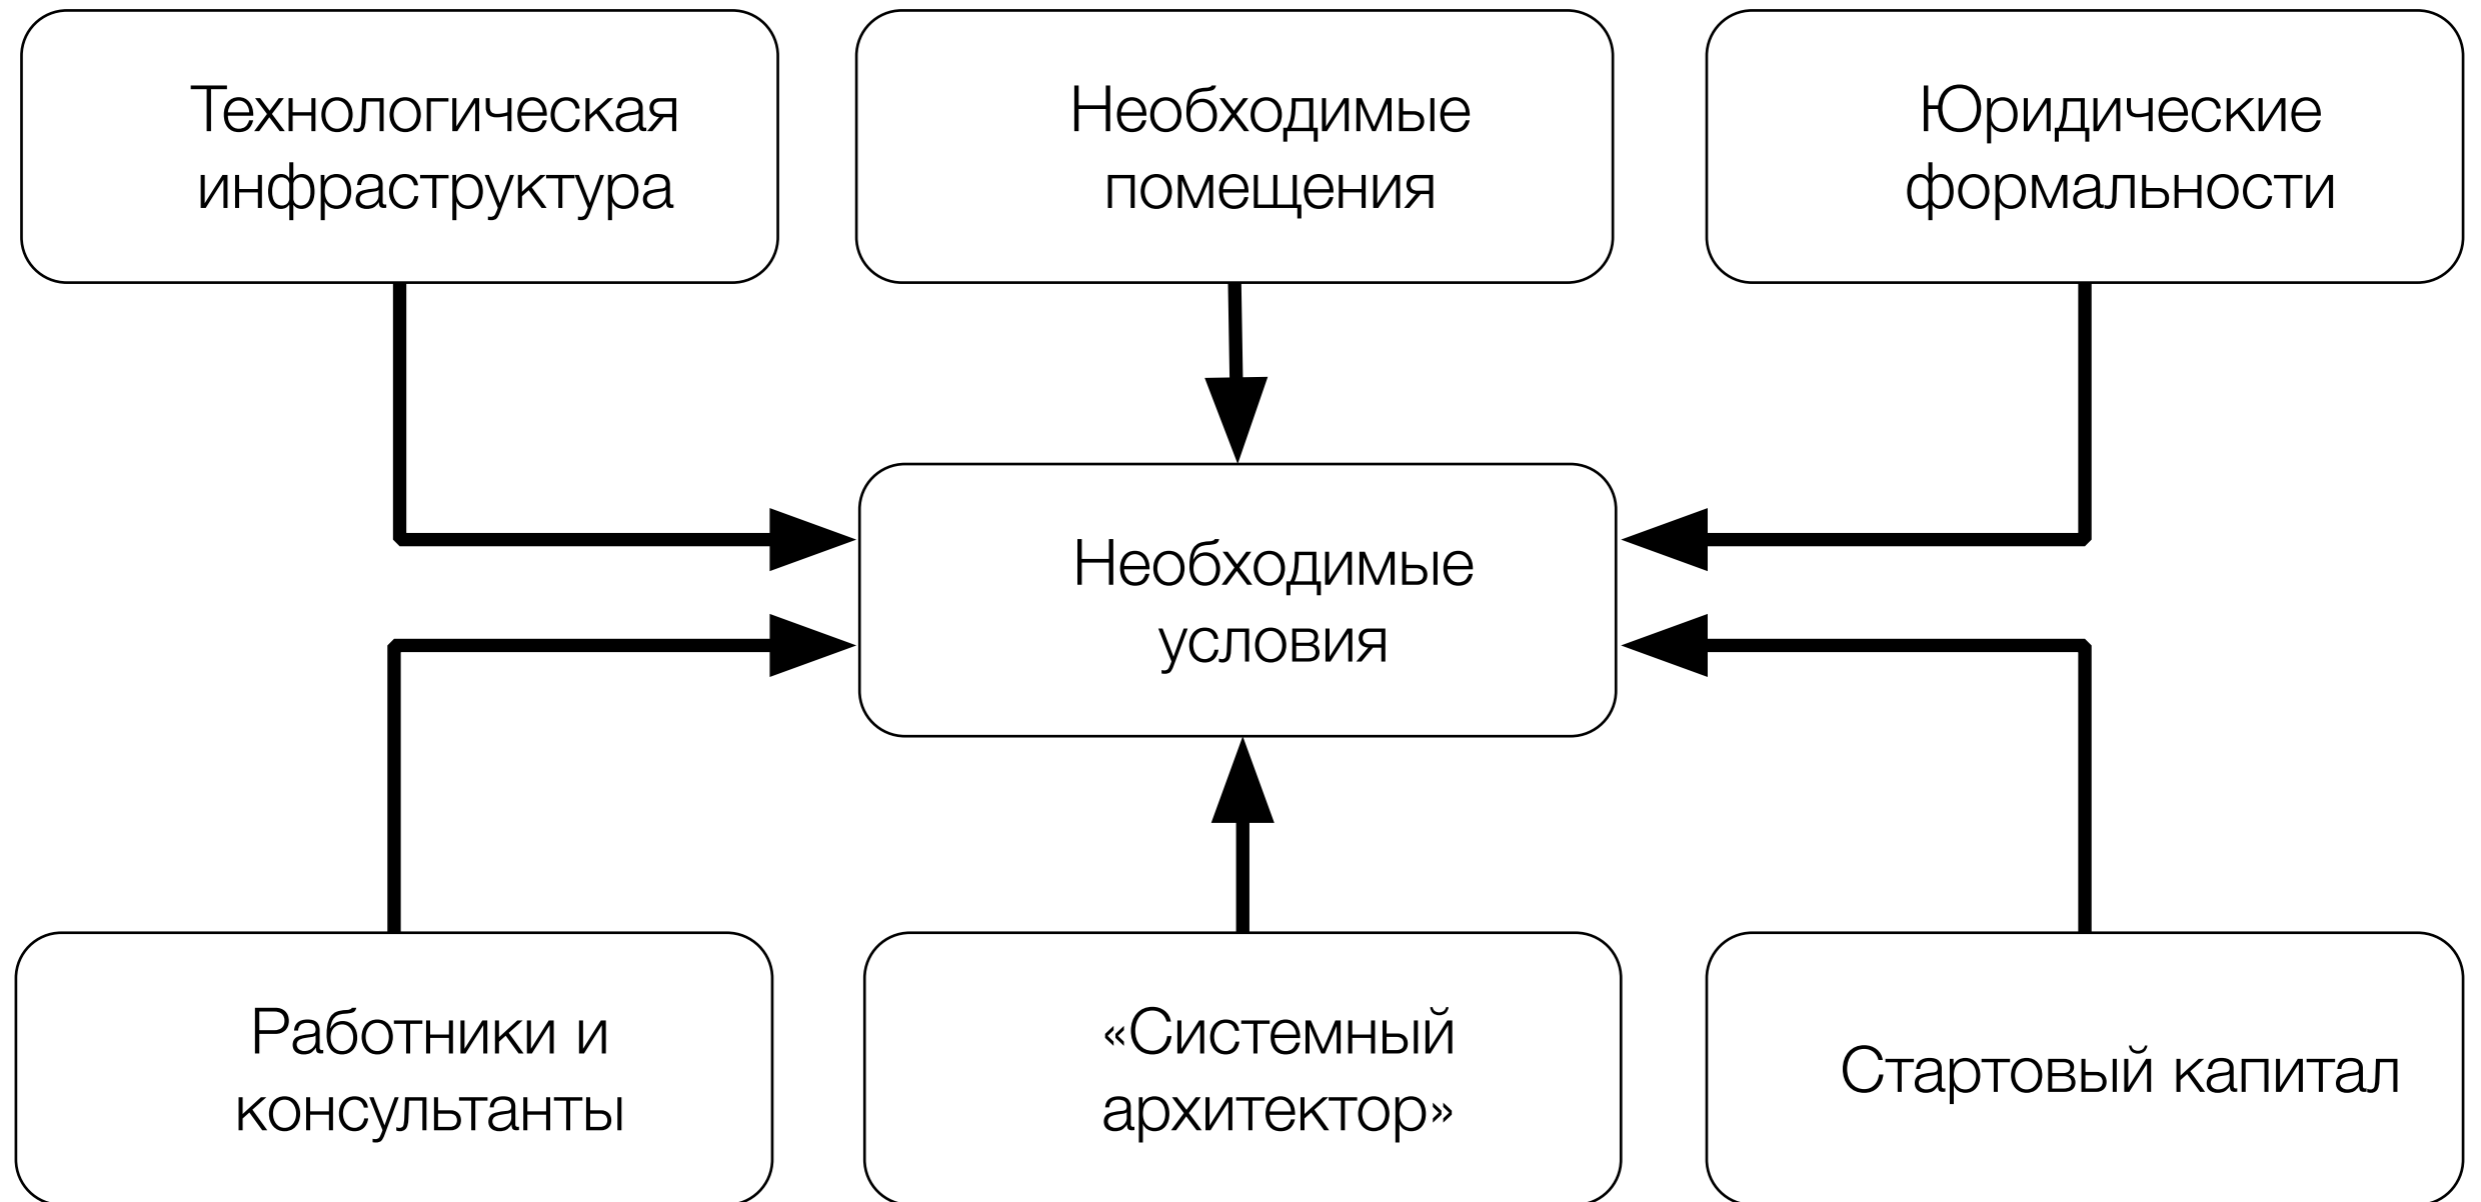 Технологическая
инфраструктура
Необходимые
помещения
Юридические
формальности
Необходимые
условия
Работники и
консультанты
«Системный
архитектор»
Стартовый капитал